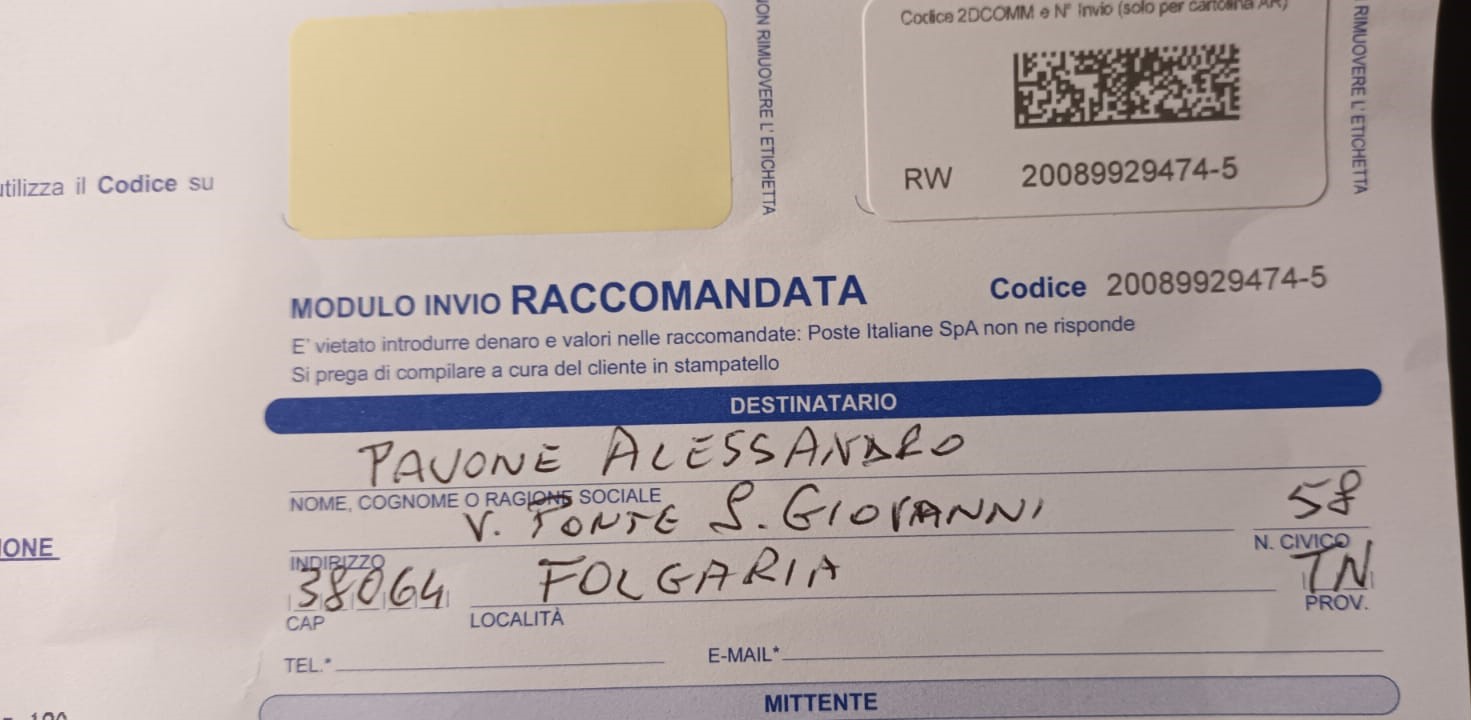 Codice 2DCOMM e N° Invio (solo per cartolina AR)
ON RIMUOVERE L' ETICHETTA
RIMUOVERE L' ETICHETTA
utilizza il Codice su
RW 20089929474-5
MODULO INVIO RACCOMANDATA Codice 20089929474-5
E' vietato introdurre denaro e valori nelle raccomandate: Poste Italiane SpA non ne risponde
Si prega di compilare a cura del cliente in stampatello
DESTINATARIO
PAVONE ALESSANDRO
NOME, COGNOME O RAGIONE SOCIALE
V. FONTE S. GIOVANNI 58
IONE
INDIRIZZO N. CIVICO
38064 FOLGARIA TN
CAP LOCALITÀ PROV.
TEL.* E-MAIL*
MITTENTE